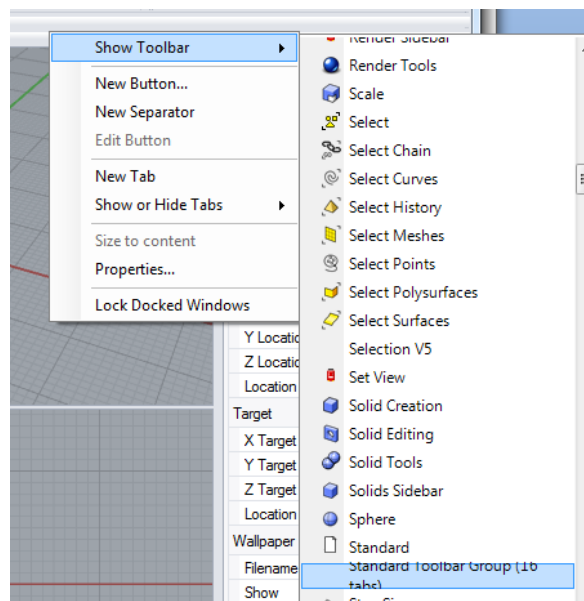 Show Toolbar
New Button...
New Separator
Edit Button
New Tab
Show or Hide Tabs
Size to content
Properties...
Lock Docked Windows
Render Sidebar
Render Tools
Scale
Select
Select Chain
Select Curves
Select History
Select Meshes
Select Points
Select Polysurfaces
Select Surfaces
Selection V5
Set View
Solid Creation
Solid Editing
Solid Tools
Solids Sidebar
Sphere
Standard
Standard Toolbar Group (16
tabs)
Y Locatio
Z Locatio
Location
Target
X Target
Y Target
Z Target
Location
Wallpaper
Filename
Show